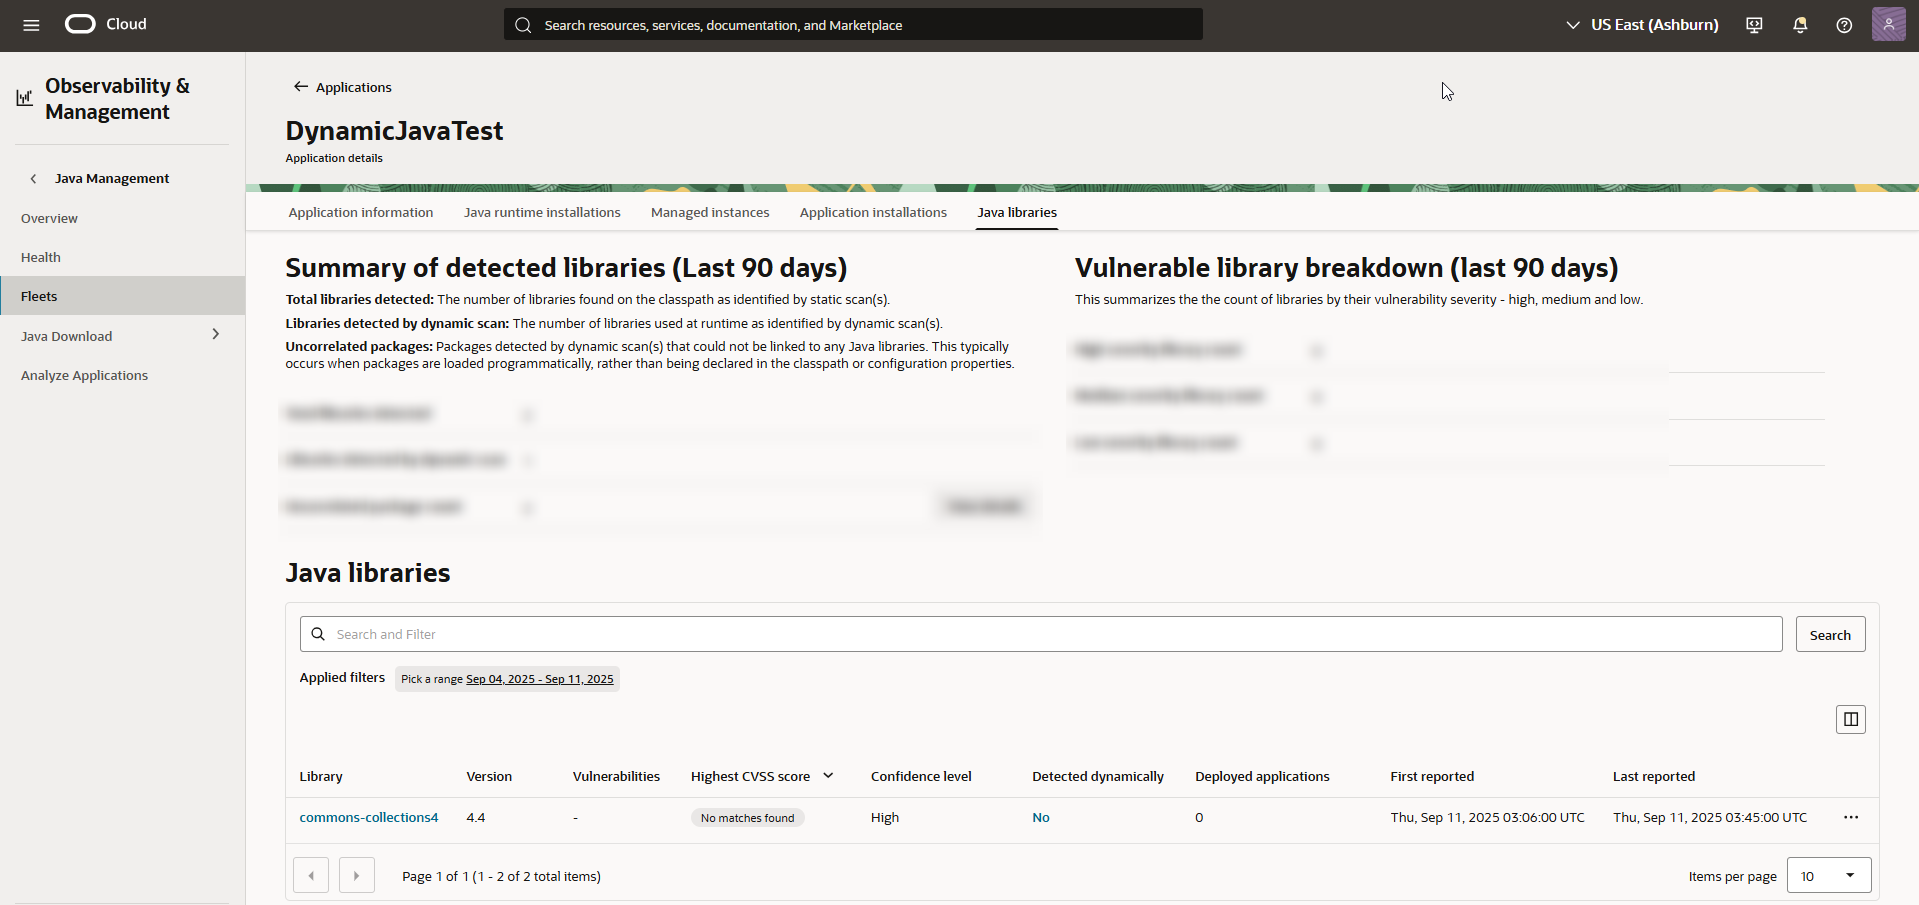 Cloud
Search resources, services, documentation, and Marketplace
US East (Ashburn)
Observability &
Management
Java Management
Overview
Health
Fleets
Java Download
Analyze Applications
Applications
DynamicJavaTest
Application details
Application information Java runtime installations Managed instances Application installations Java libraries
Summary of detected libraries (Last 90 days)
Total libraries detected: The number of libraries found on the classpath as identified by static scan(s).
Libraries detected by dynamic scan: The number of libraries used at runtime as identified by dynamic scan(s).
Uncorrelated packages: Packages detected by dynamic scan(s) that could not be linked to any Java libraries. This typically
occurs when packages are loaded programmatically, rather than being declared in the classpath or configuration properties.
Vulnerable library breakdown (last 90 days)
This summarizes the the count of libraries by their vulnerability severity - high, medium and low.
Java libraries
Search and Filter
Search
Applied filters
Pick a range Sep 04, 2025 - Sep 11, 2025
Library Version Vulnerabilities Highest CVSS score Confidence level Detected dynamically Deployed applications First reported Last reported
commons-collections4 4.4 - No matches found High No 0 Thu, Sep 11, 2025 03:06:00 UTC Thu, Sep 11, 2025 03:45:00 UTC
Page 1 of 1 (1 - 2 of 2 total items)
Items per page 10